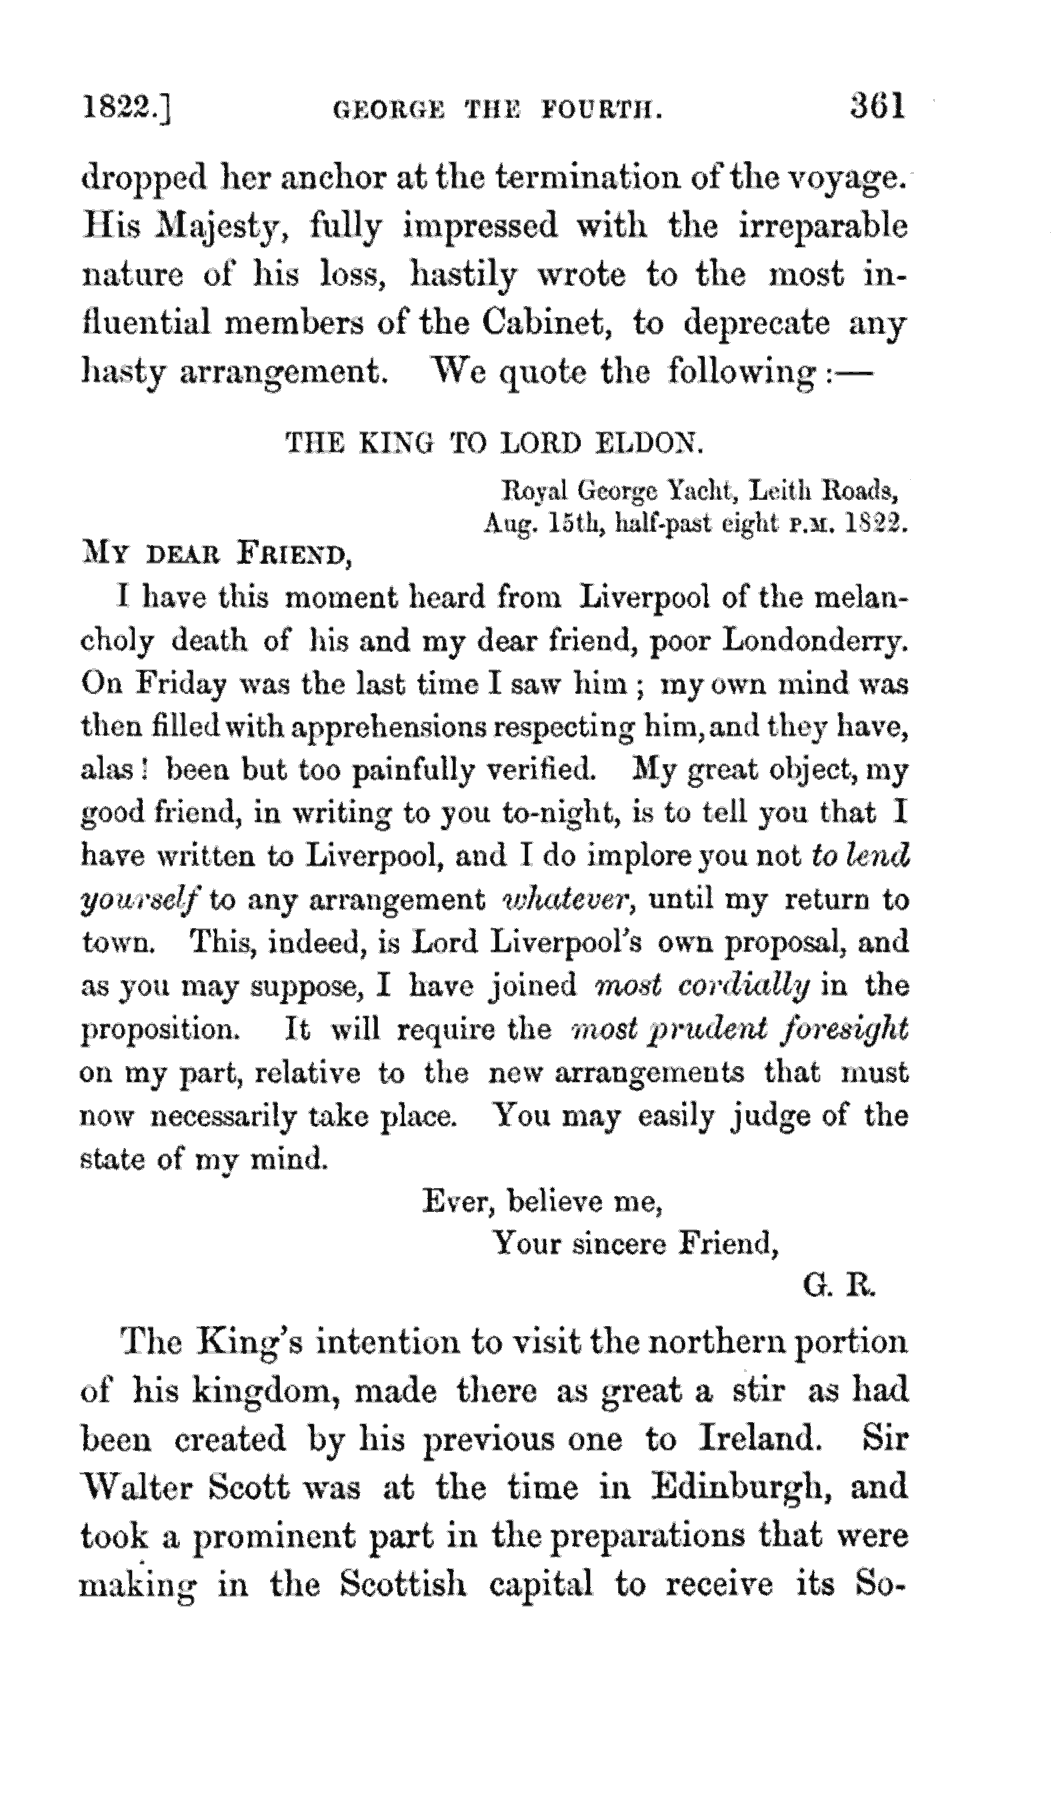 1822.] GEORGE THE FOURTH. 361
dropped her anchor at the termination of the voyage.
His Majesty, fully impressed with the irreparable
nature of his loss, hastily wrote to the most in-
fluential members of the Cabinet, to deprecate any
hasty arrangement. We quote the following :—
THE KING TO LORD ELDON.
Royal George Yacht, Leith Roads,
Aug. 15th, half-past eight P.M. 1822.
MY DEAR FRIEND,
I have this moment heard from Liverpool of the melan-
choly death of his and my dear friend, poor Londonderry.
On Friday was the last time I saw him ; my own mind was
then filled with apprehensions respecting him, and they have,
alas ! been but too painfully verified. My great object, my
good friend, in writing to you to-night, is to tell you that I
have written to Liverpool, and I do implore you not to lend
yourself to any arrangement whatever, until my return to
town. This, indeed, is Lord Liverpool's own proposal, and
as you may suppose, I have joined most cordially in the
proposition. It will require the most prudent foresight
on my part, relative to the new arrangements that must
now necessarily take place. You may easily judge of the
state of my mind.
Ever, believe me,
Your sincere Friend,
G. R.
The King's intention to visit the northern portion
of his kingdom, made there as great a stir as had
been created by his previous one to Ireland. Sir
Walter Scott was at the time in Edinburgh, and
took a prominent part in the preparations that were
making in the Scottish capital to receive its So-